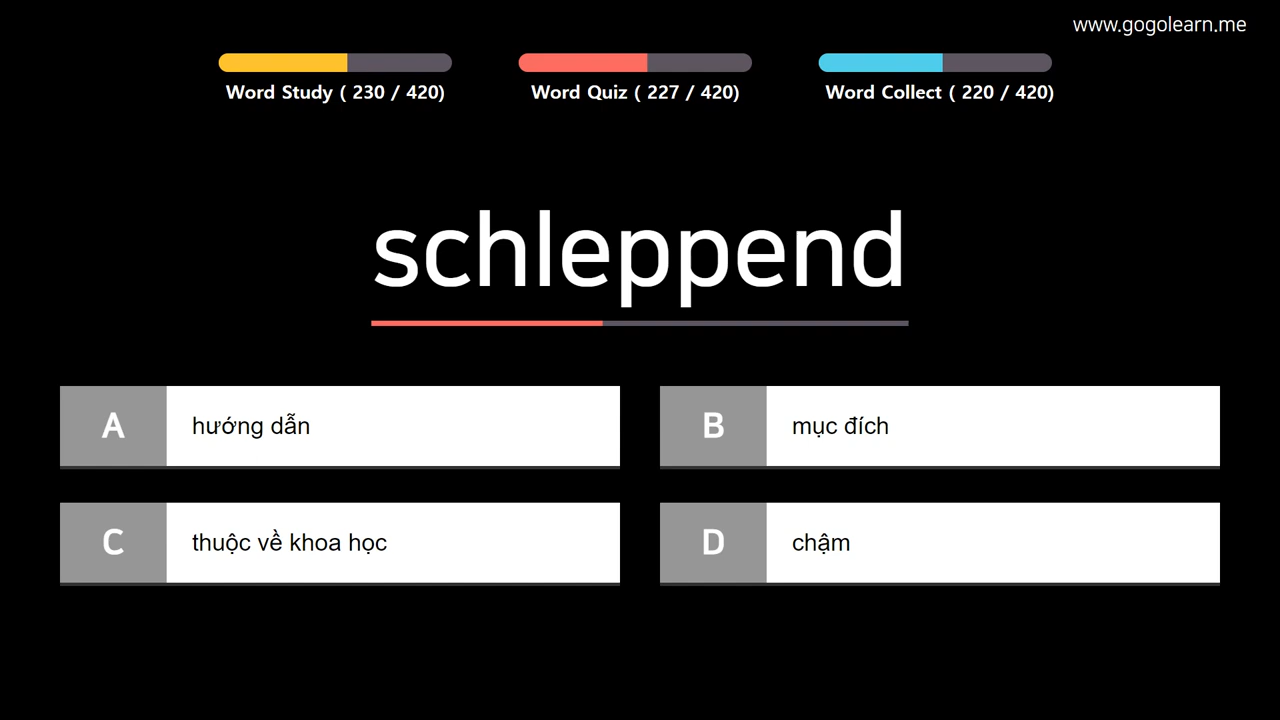 www.gogolearn.me
Word Study ( 230 / 420)
Word Quiz ( 227 / 420)
Word Collect ( 220 / 420)
schleppend
A
hướng dẫn
B
mục đích
C
thuộc về khoa học
D
chậm